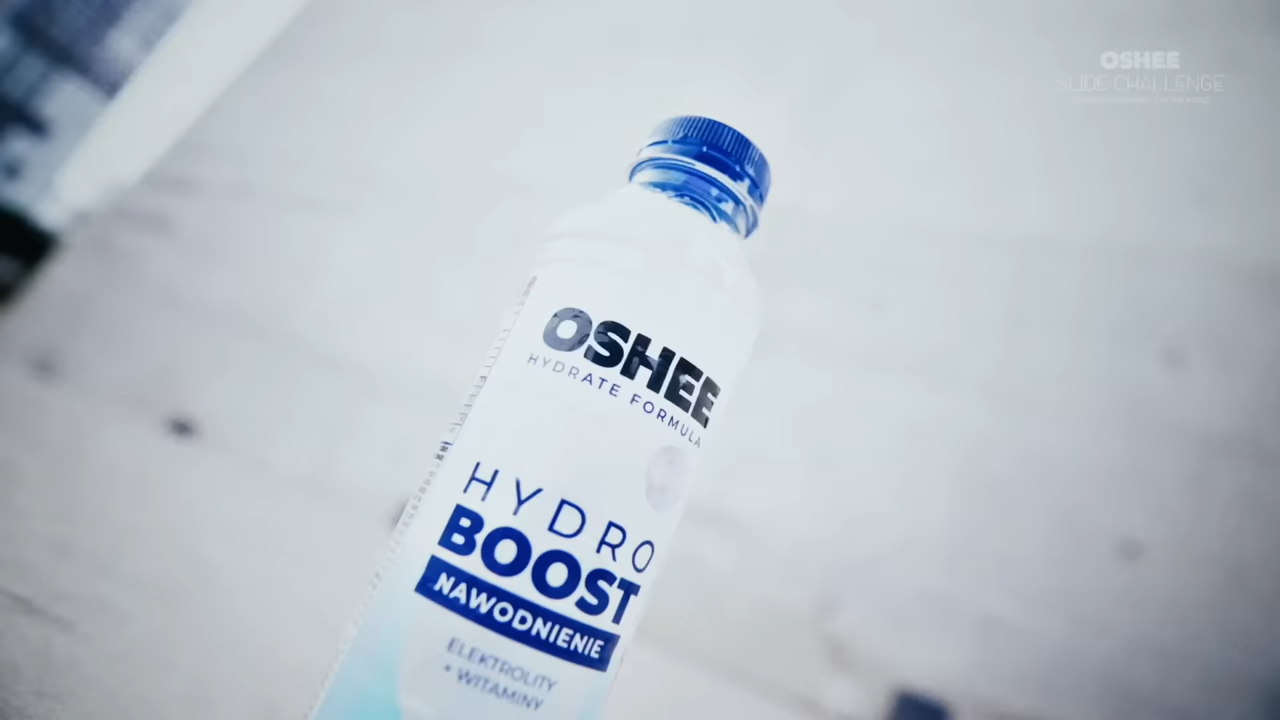 OSHEE
SLIDE CHALLENGE
OSHEE
HYDRATE FORMULA
HYDRO
BOOST
NAWODNIENIE
ELEKTROLITY
+ WITAMINY